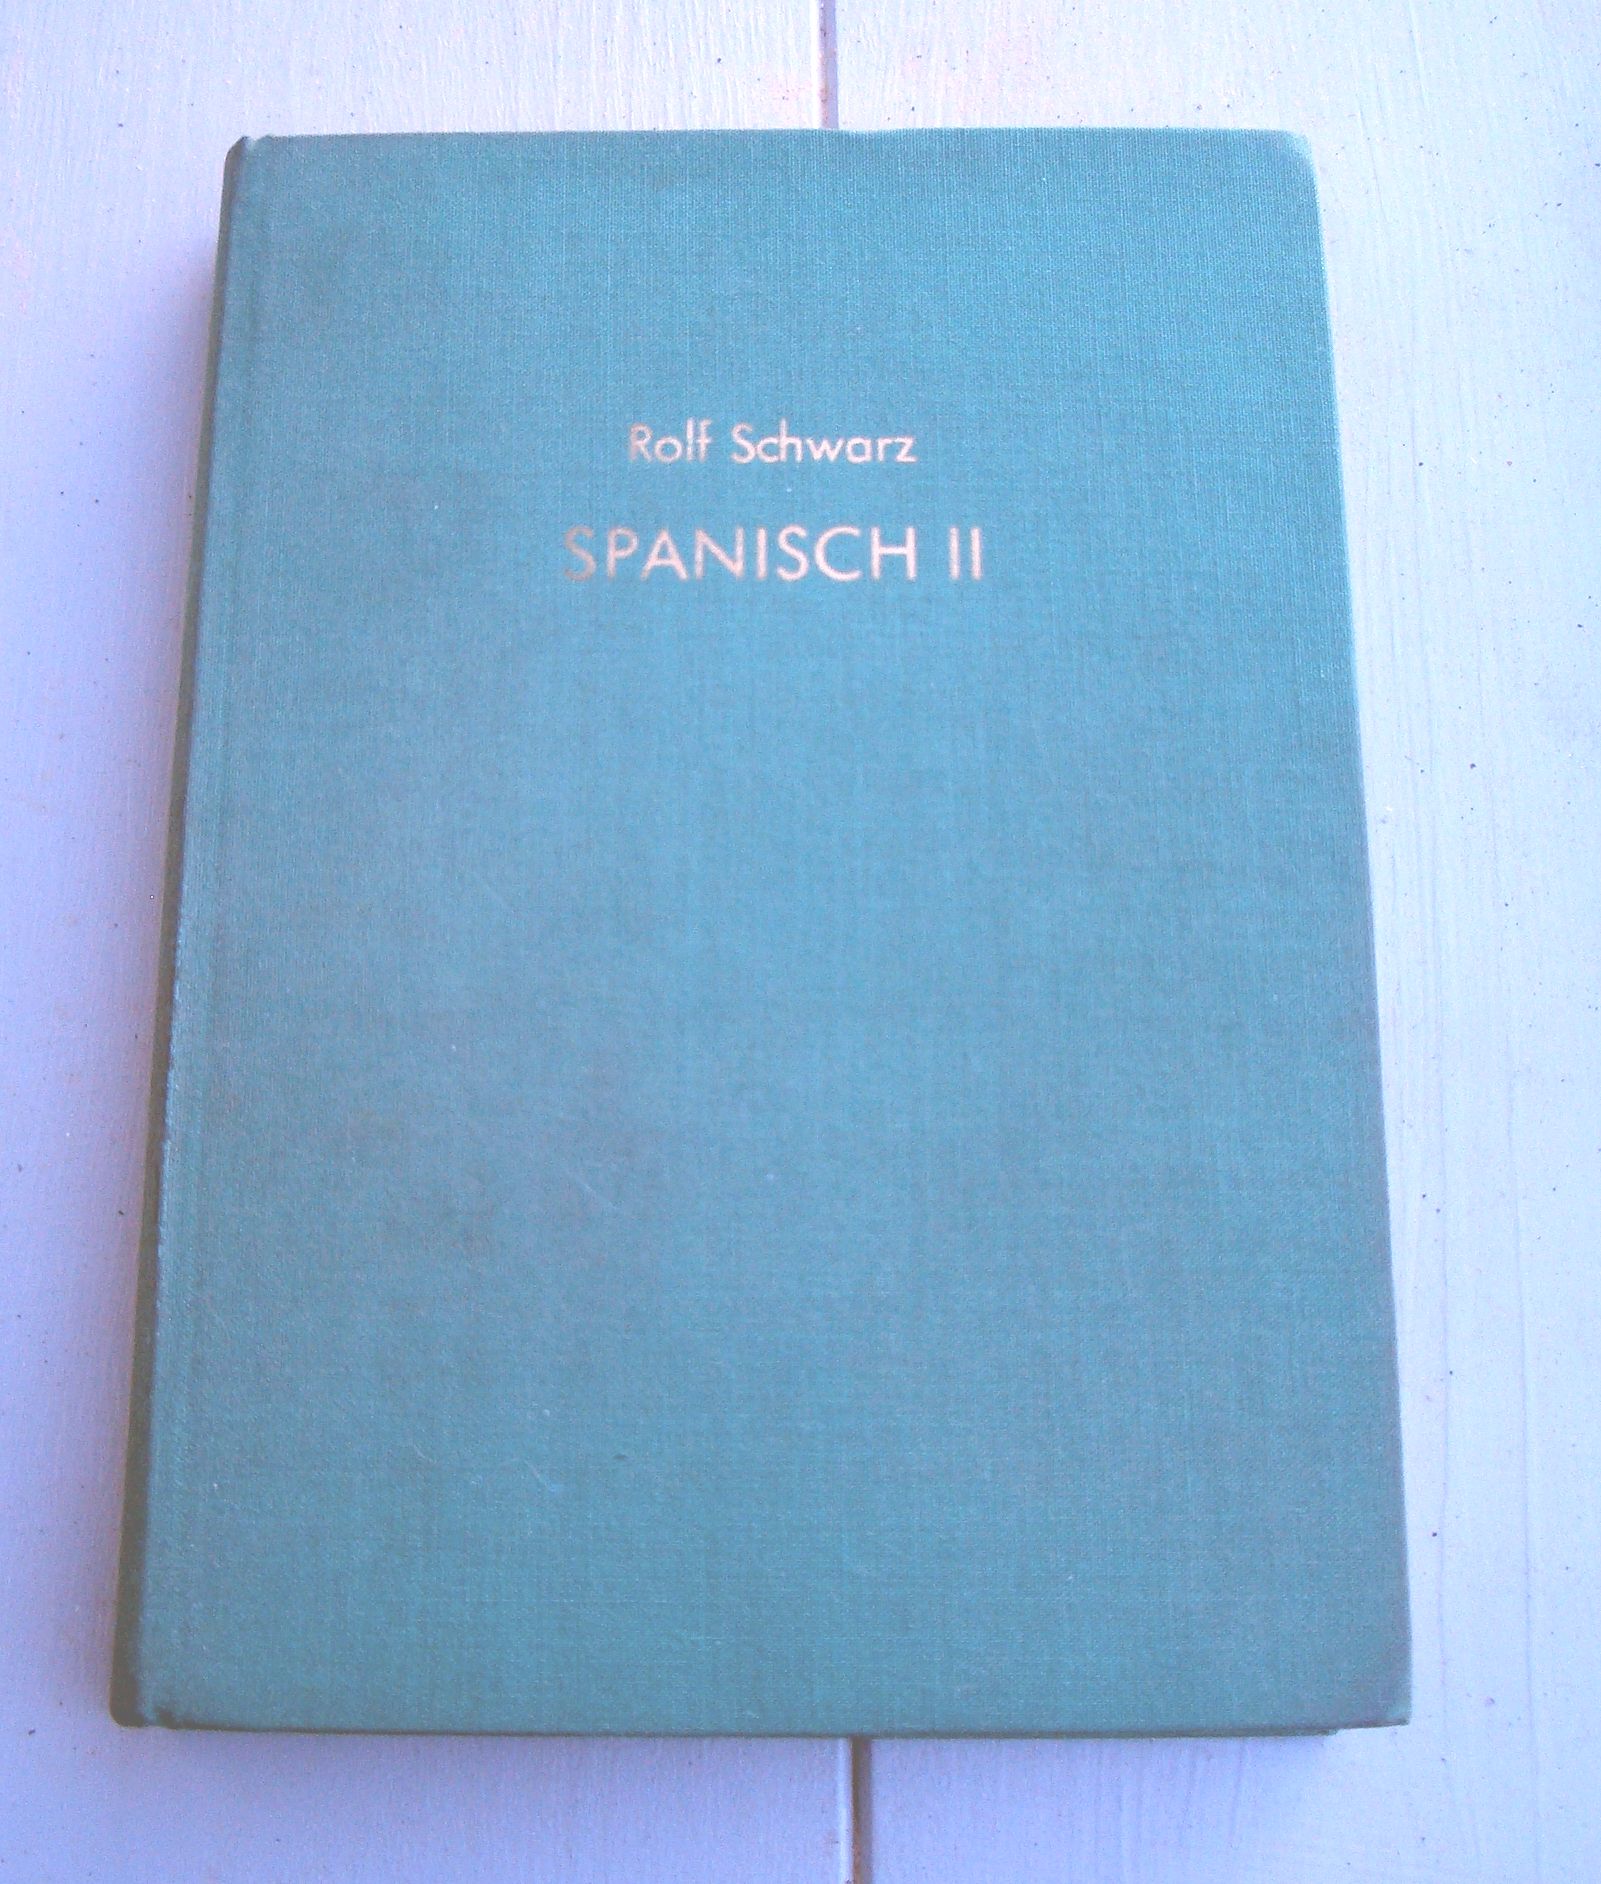 Rolf Schwarz
SPANISCH II